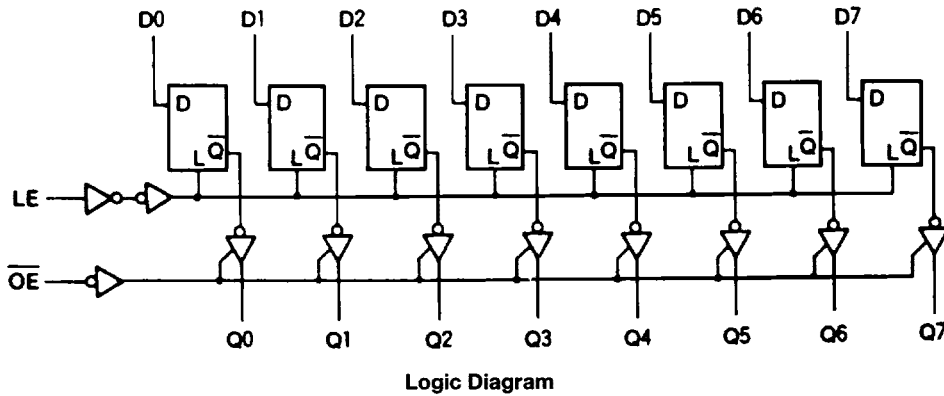 D0 D1 D2 D3 D4 D5 D6 D7
D D D D D D D D
L Q̅ L Q̅ L Q̅ L Q̅ L Q̅ L Q̅ L Q̅ L Q̅
LE
O̅E̅
Q0 Q1 Q2 Q3 Q4 Q5 Q6 Q7
Logic Diagram